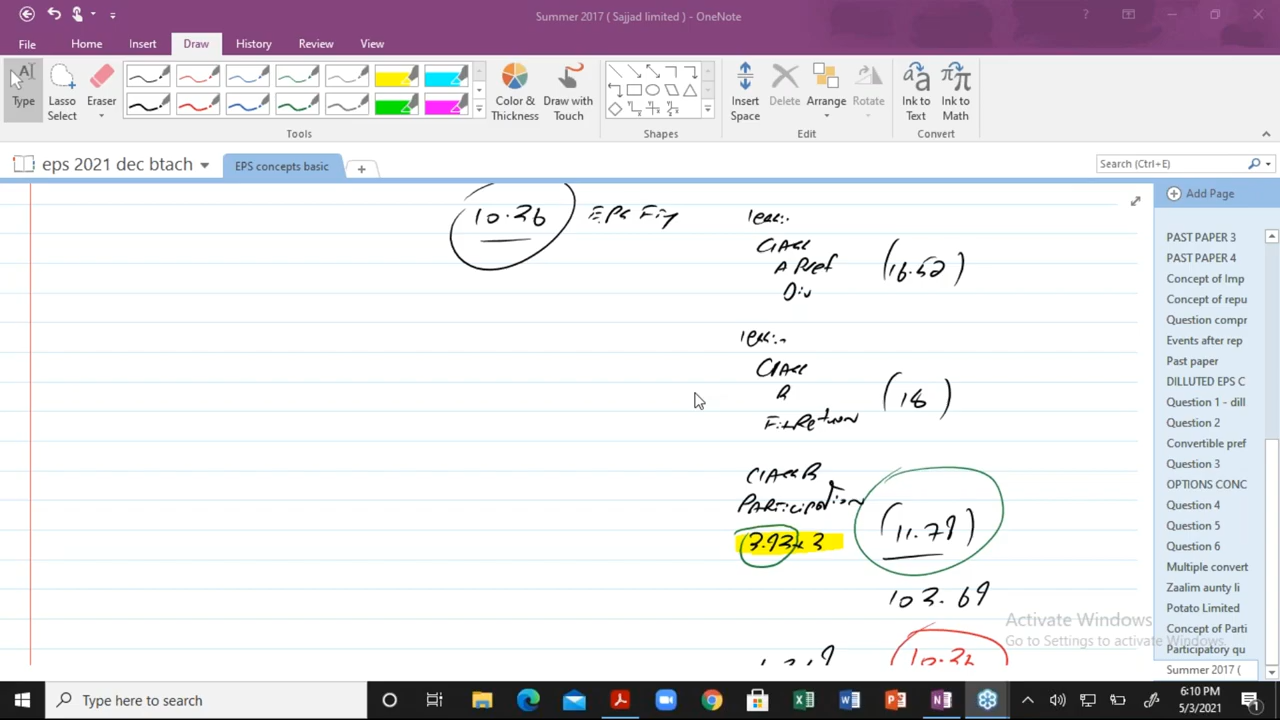 Summer 2017 ( Sajjad limited ) - OneNote
File Home Insert Draw History Review View
Type
Lasso Select
Eraser
Color & Thickness
Draw with Touch
Insert Space
Delete
Arrange
Rotate
Ink to Text
Ink to Math
Tools
Shapes
Edit
Convert
eps 2021 dec btach
EPS concepts basic
Search (Ctrl+E)
Add Page
PAST PAPER 3
PAST PAPER 4
Concept of Imp
Concept of repu
Question compr
Events after rep
Past paper
DILLUTED EPS C
Question 1 - dill
Question 2
Convertible pref
Question 3
OPTIONS CONC
Question 4
Question 5
Question 6
Multiple convert
Zaalim aunty li
Potato Limited
Concept of Parti
Participatory qu
Summer 2017 (
10.26 EPS Fig
less:-
Class
A Pref (16.52)
Div
less:-
Class
B (18)
Fix Return
Class B
Participation
(11.79)
3.93 x 3
103.69
10.26
Activate Windows
Go to Settings to activate Windows.
Type here to search
6:10 PM
5/3/2021